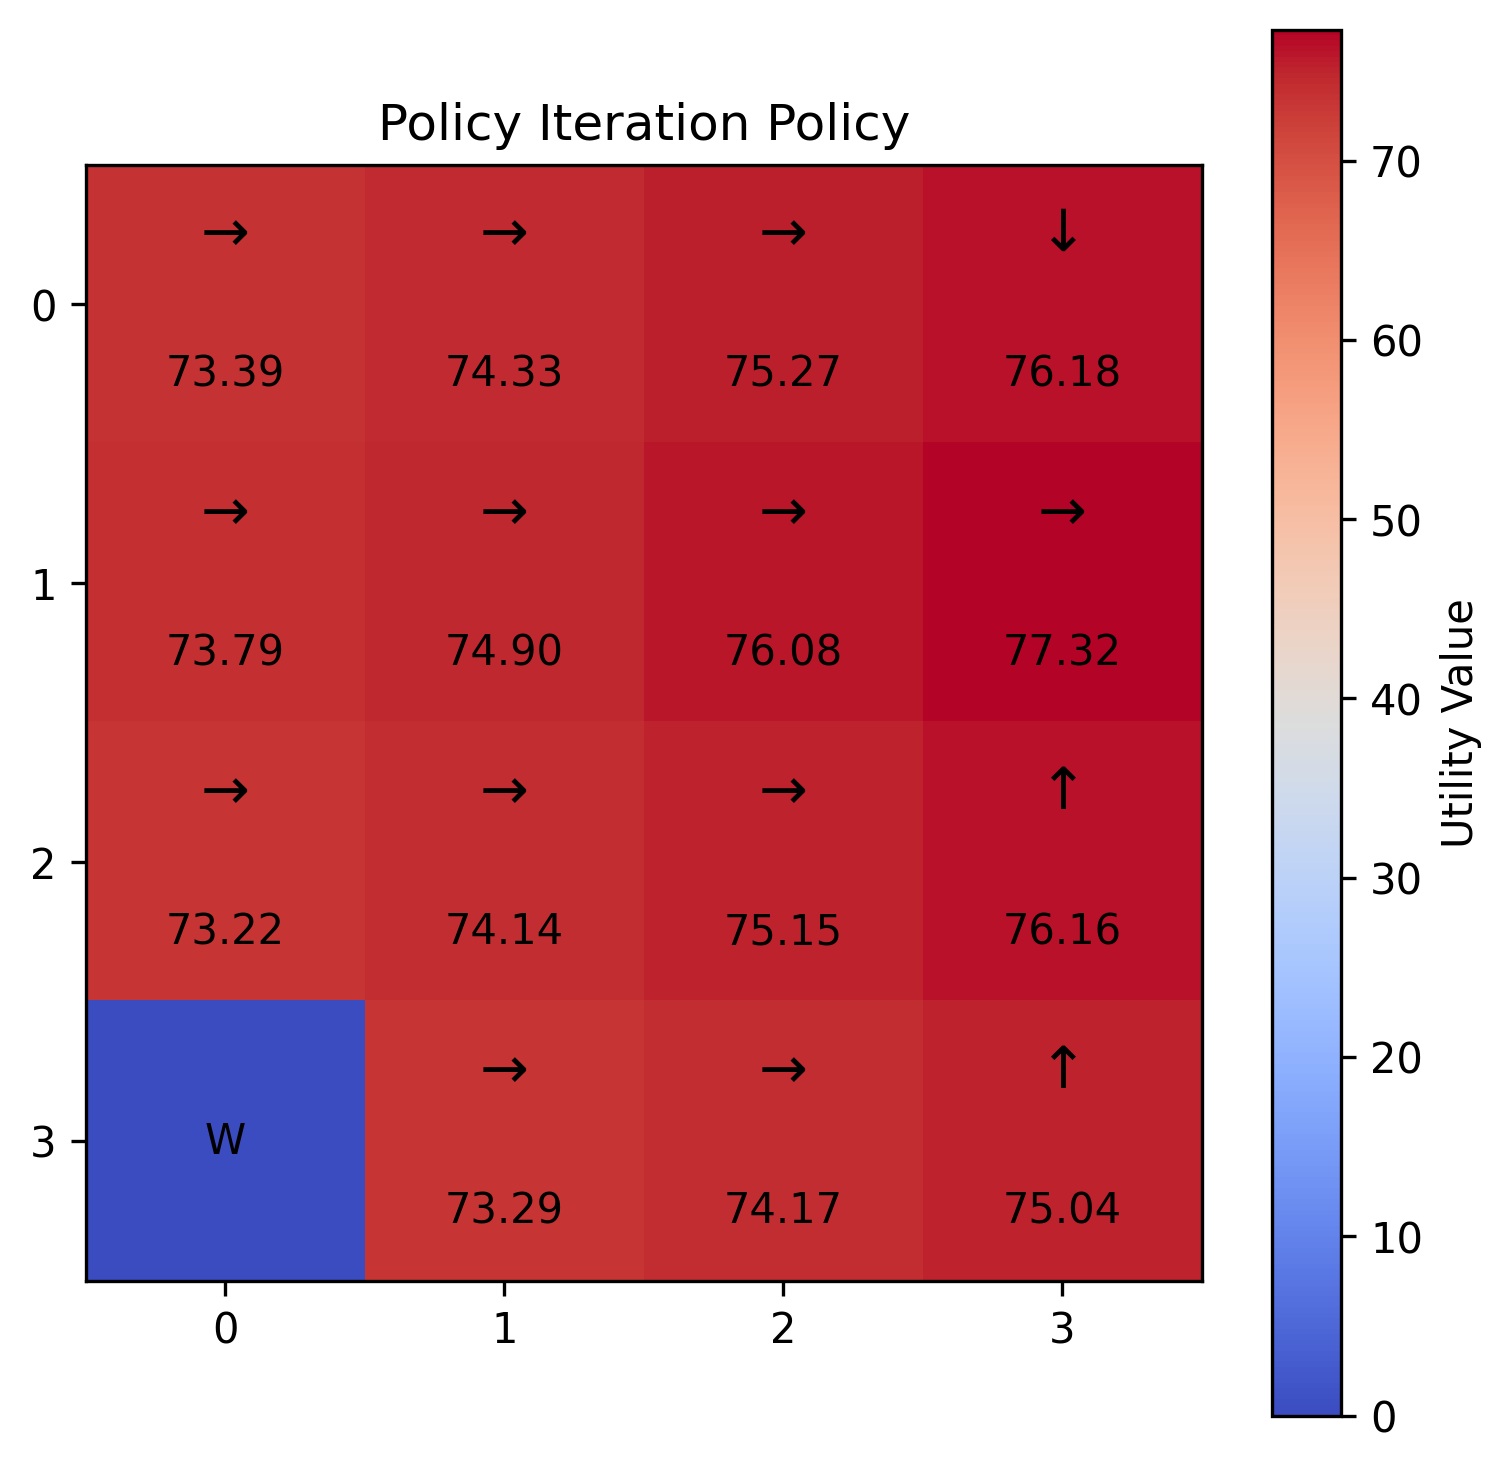 Policy Iteration Policy
→ → → ↓
0
73.39 74.33 75.27 76.18
→ → → →
1
73.79 74.90 76.08 77.32
→ → → ↑
2
73.22 74.14 75.15 76.16
→ → ↑
3 W
73.29 74.17 75.04
0 1 2 3
70
60
50
40
30
20
10
0
Utility Value